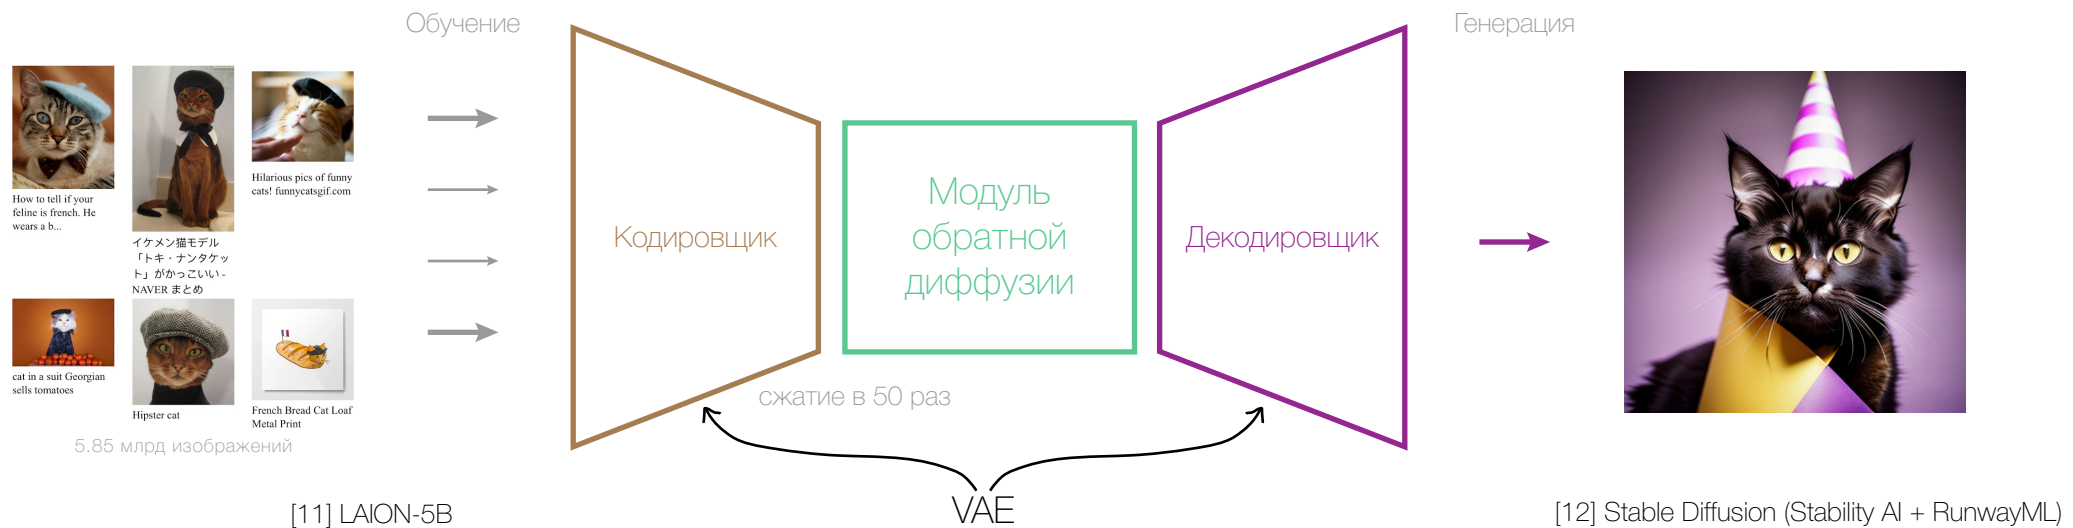 Обучение
Генерация
How to tell if your
feline is french. He
wears a b...
イケメン猫モデル
「トキ・ナンタケッ
ト」がかっこいい -
NAVER まとめ
Hilarious pics of funny
cats! funnycatsgif.com
cat in a suit Georgian
sells tomatoes
Hipster cat
French Bread Cat Loaf
Metal Print
5.85 млрд изображений
[11] LAION-5B
Кодировщик
Модуль
обратной
диффузии
Декодировщик
сжатие в 50 раз
VAE
[12] Stable Diffusion (Stability AI + RunwayML)